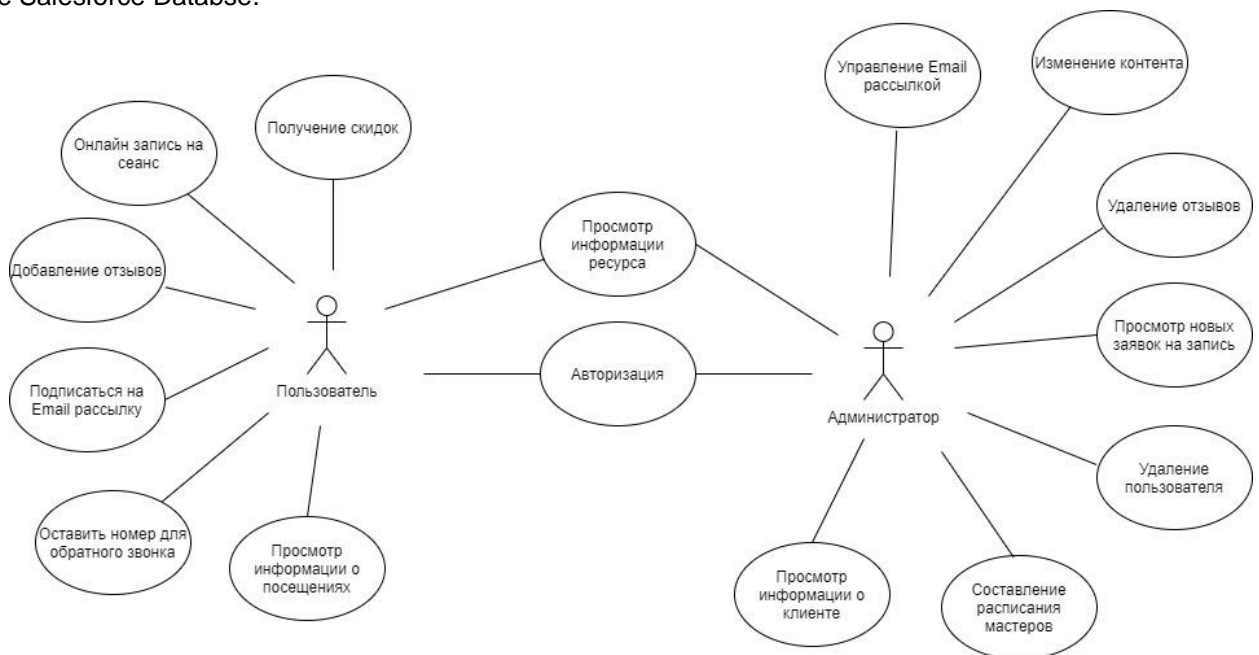 e Salesforce Databse.
Управление Email
рассылкой
Изменение контента
Получение скидок
Онлайн запись на
сеанс
Удаление отзывов
Просмотр
информации
ресурса
Добавление отзывов
Просмотр новых
заявок на запись
Авторизация
Подписаться на
Email рассылку
Пользователь
Администратор
Удаление
пользователя
Оставить номер для
обратного звонка
Просмотр
информации о
посещениях
Просмотр
информации о
клиенте
Составление
расписания
мастеров